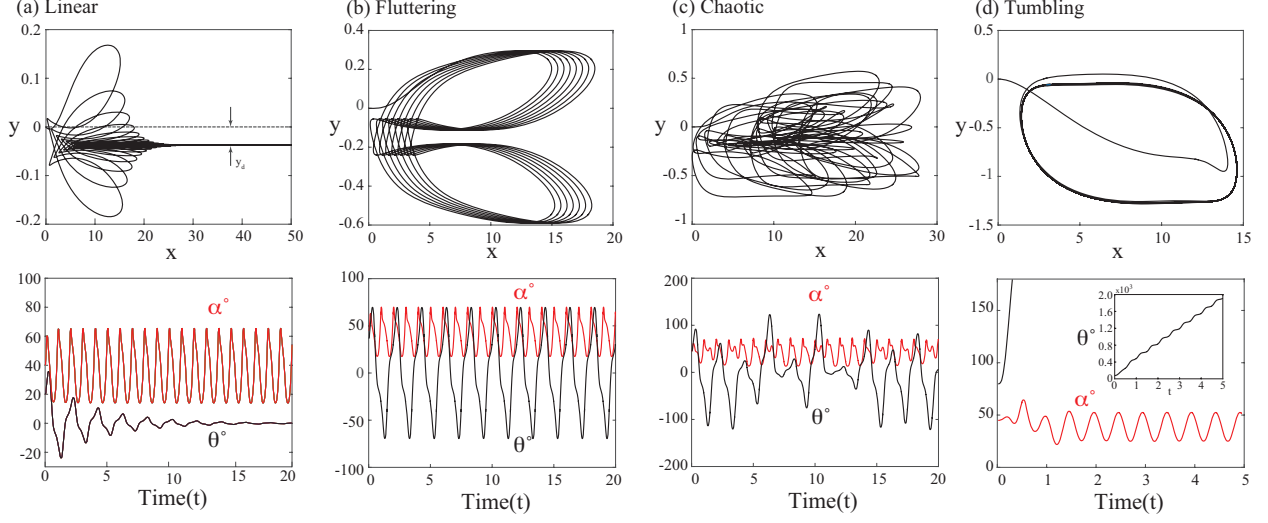 (a) Linear
0.2
0.1
0
-0.1
0.2
y
y_d
0 10 20 30 40 50
x
(b) Fluttering
0.4
0.2
0
-0.2
0.4
0.6
y
0 5 10 15 20
x
(c) Chaotic
1
0.5
0
-0.5
-1
y
0 5 10 15 20 25 30
x
(d) Tumbling
0.5
0
-0.5
-1
-1.5
y
0 5 10 15
x
100
80
60
40
20
0
-20
α°
θ°
0 5 10 15 20
Time(t)
100
50
0
-50
-100
α°
θ°
0 5 10 15 20
Time(t)
200
100
0
-100
-200
α°
θ°
0 5 10 15 20
Time(t)
150
100
50
0
θ°
α°
x10³
2.0
1.6
1.2
0.8
0.4
0
0 1 2 3 4 5
t
0 1 2 3 4 5
Time(t)